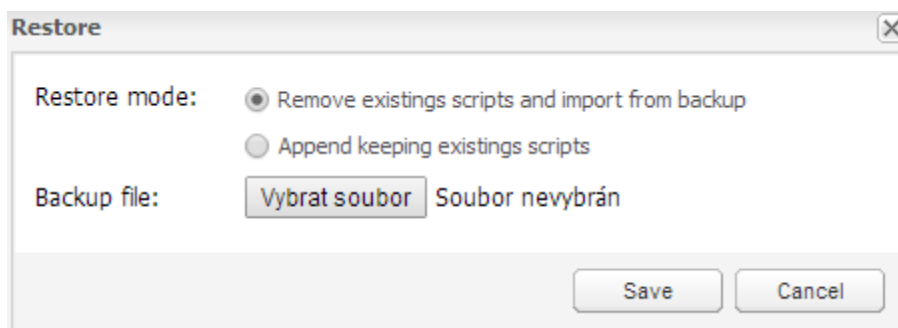 Restore
Restore mode: Remove existings scripts and import from backup
Append keeping existings scripts
Backup file: Vybrat soubor Soubor nevybrán
Save Cancel